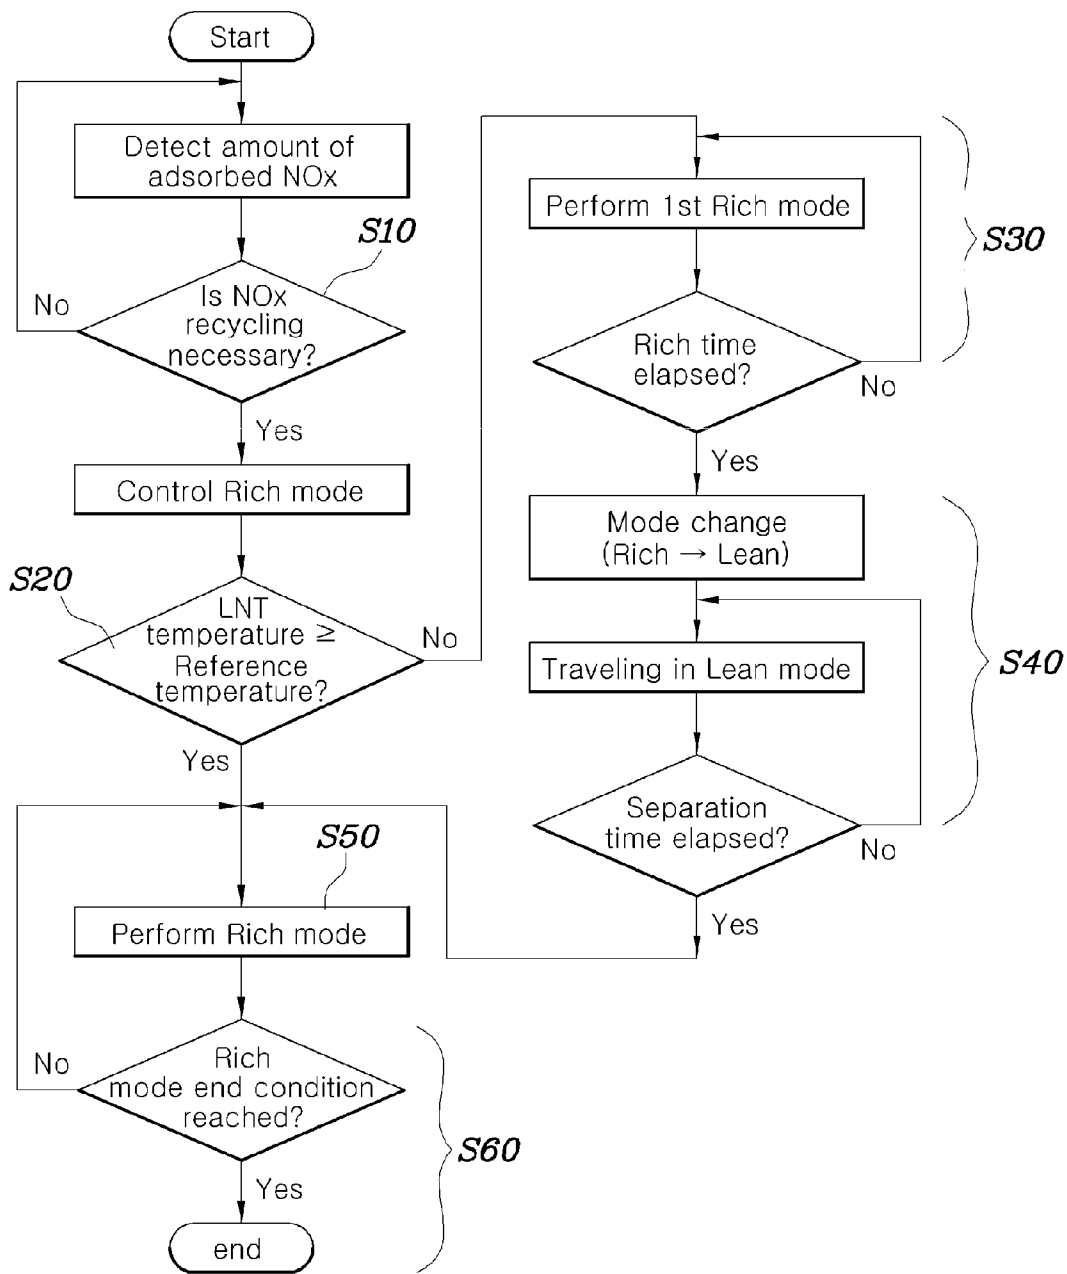 Start
Detect amount of
adsorbed NOx
S10
Is NOx
recycling
necessary?
No
Yes
Control Rich mode
S20
LNT
temperature ≥
Reference
temperature?
No
Yes
S50
Perform Rich mode
Rich
mode end condition
reached?
No
S60
Yes
end
Perform 1st Rich mode
S30
Rich time
elapsed?
No
Yes
Mode change
(Rich → Lean)
Traveling in Lean mode
S40
Separation
time elapsed?
No
Yes